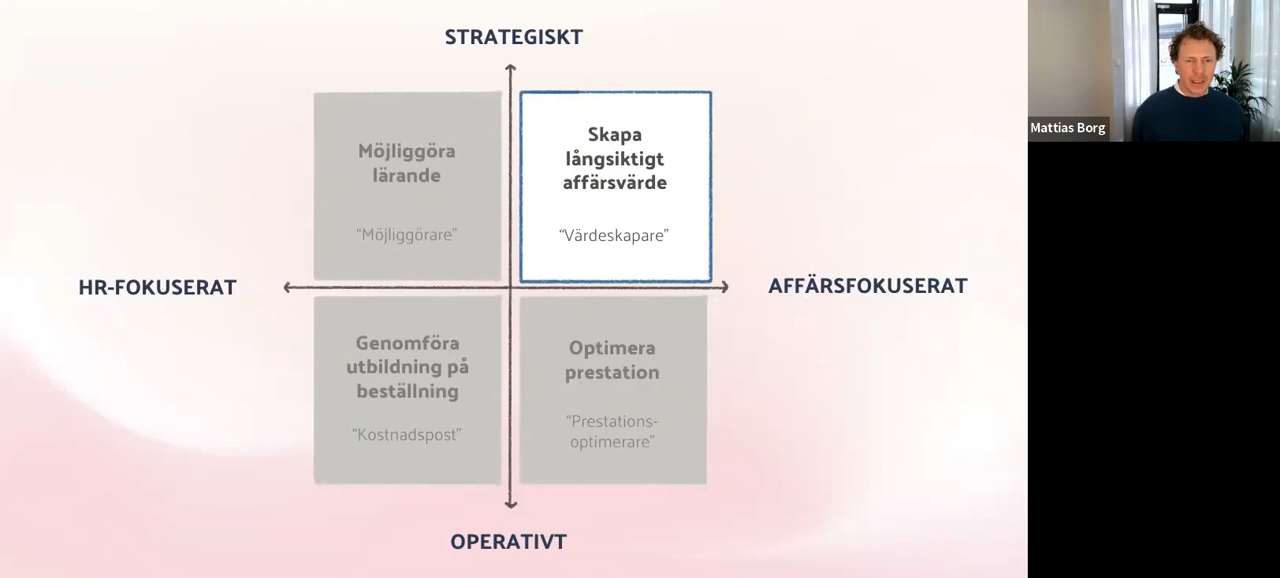 STRATEGISKT
Möjliggöra
lärande
“Möjliggörare”
Skapa
långsiktigt
affärsvärde
“Värdeskapare”
HR-FOKUSERAT
AFFÄRSFOKUSERAT
Genomföra
utbildning på
beställning
“Kostnadspost”
Optimera
prestation
“Prestations-
optimerare”
OPERATIVT
Mattias Borg